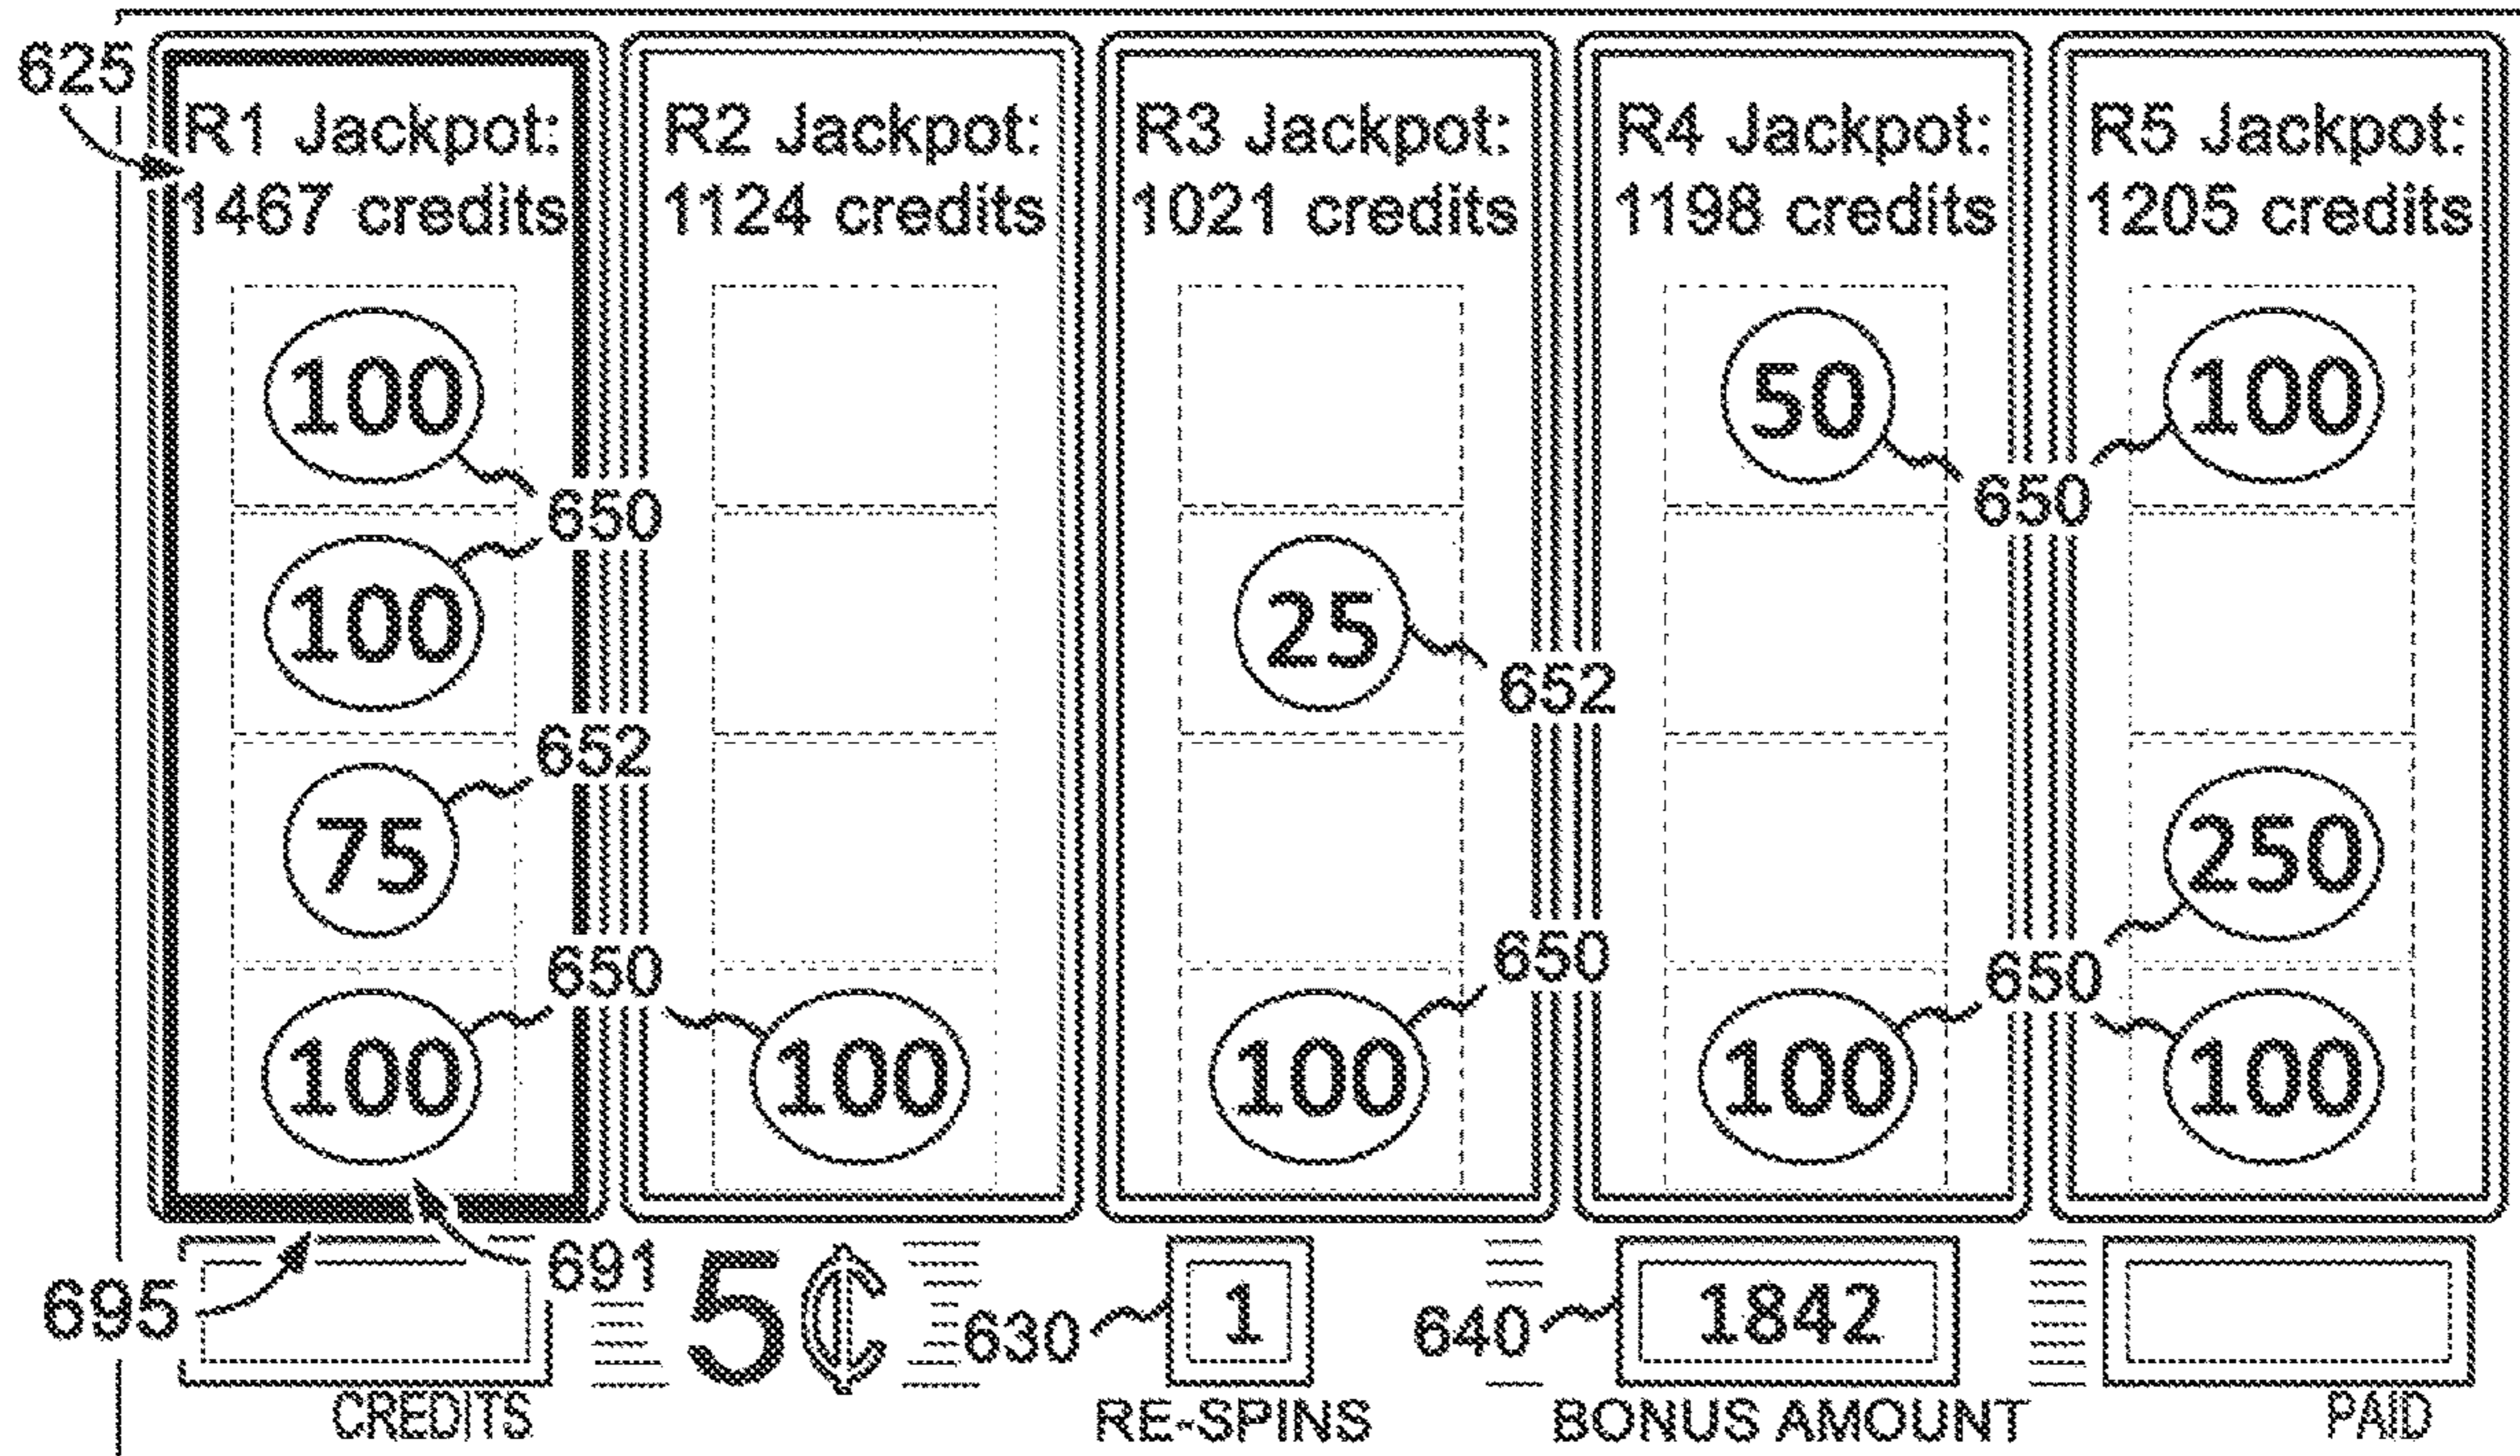 625
R1 Jackpot:
1467 credits
R2 Jackpot:
1124 credits
R3 Jackpot:
1021 credits
R4 Jackpot:
1198 credits
R5 Jackpot:
1205 credits
100
50
100
650
650
100
25
652
652
75
250
650
650
650
100
100
100
100
100
695
691
5¢
630
1
640
1842
CREDITS
RE-SPINS
BONUS AMOUNT
PAID